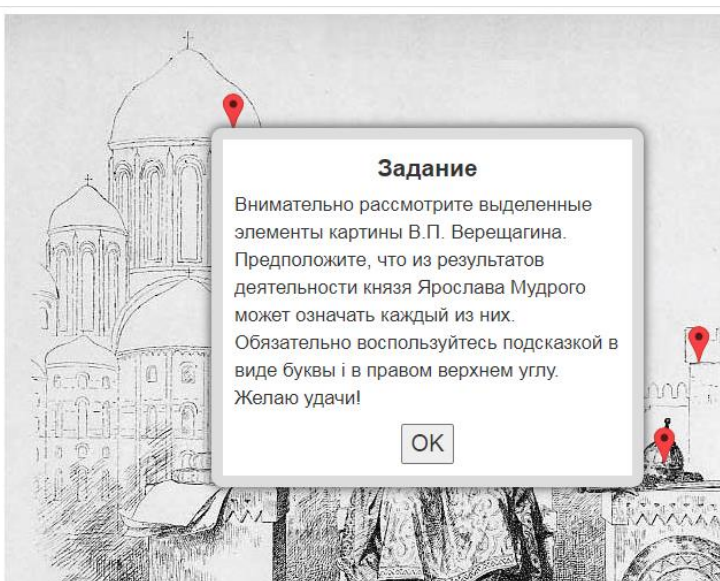 Задание
Внимательно рассмотрите выделенные
элементы картины В.П. Верещагина.
Предположите, что из результатов
деятельности князя Ярослава Мудрого
может означать каждый из них.
Обязательно воспользуйтесь подсказкой в
виде буквы i в правом верхнем углу.
Желаю удачи!
OK